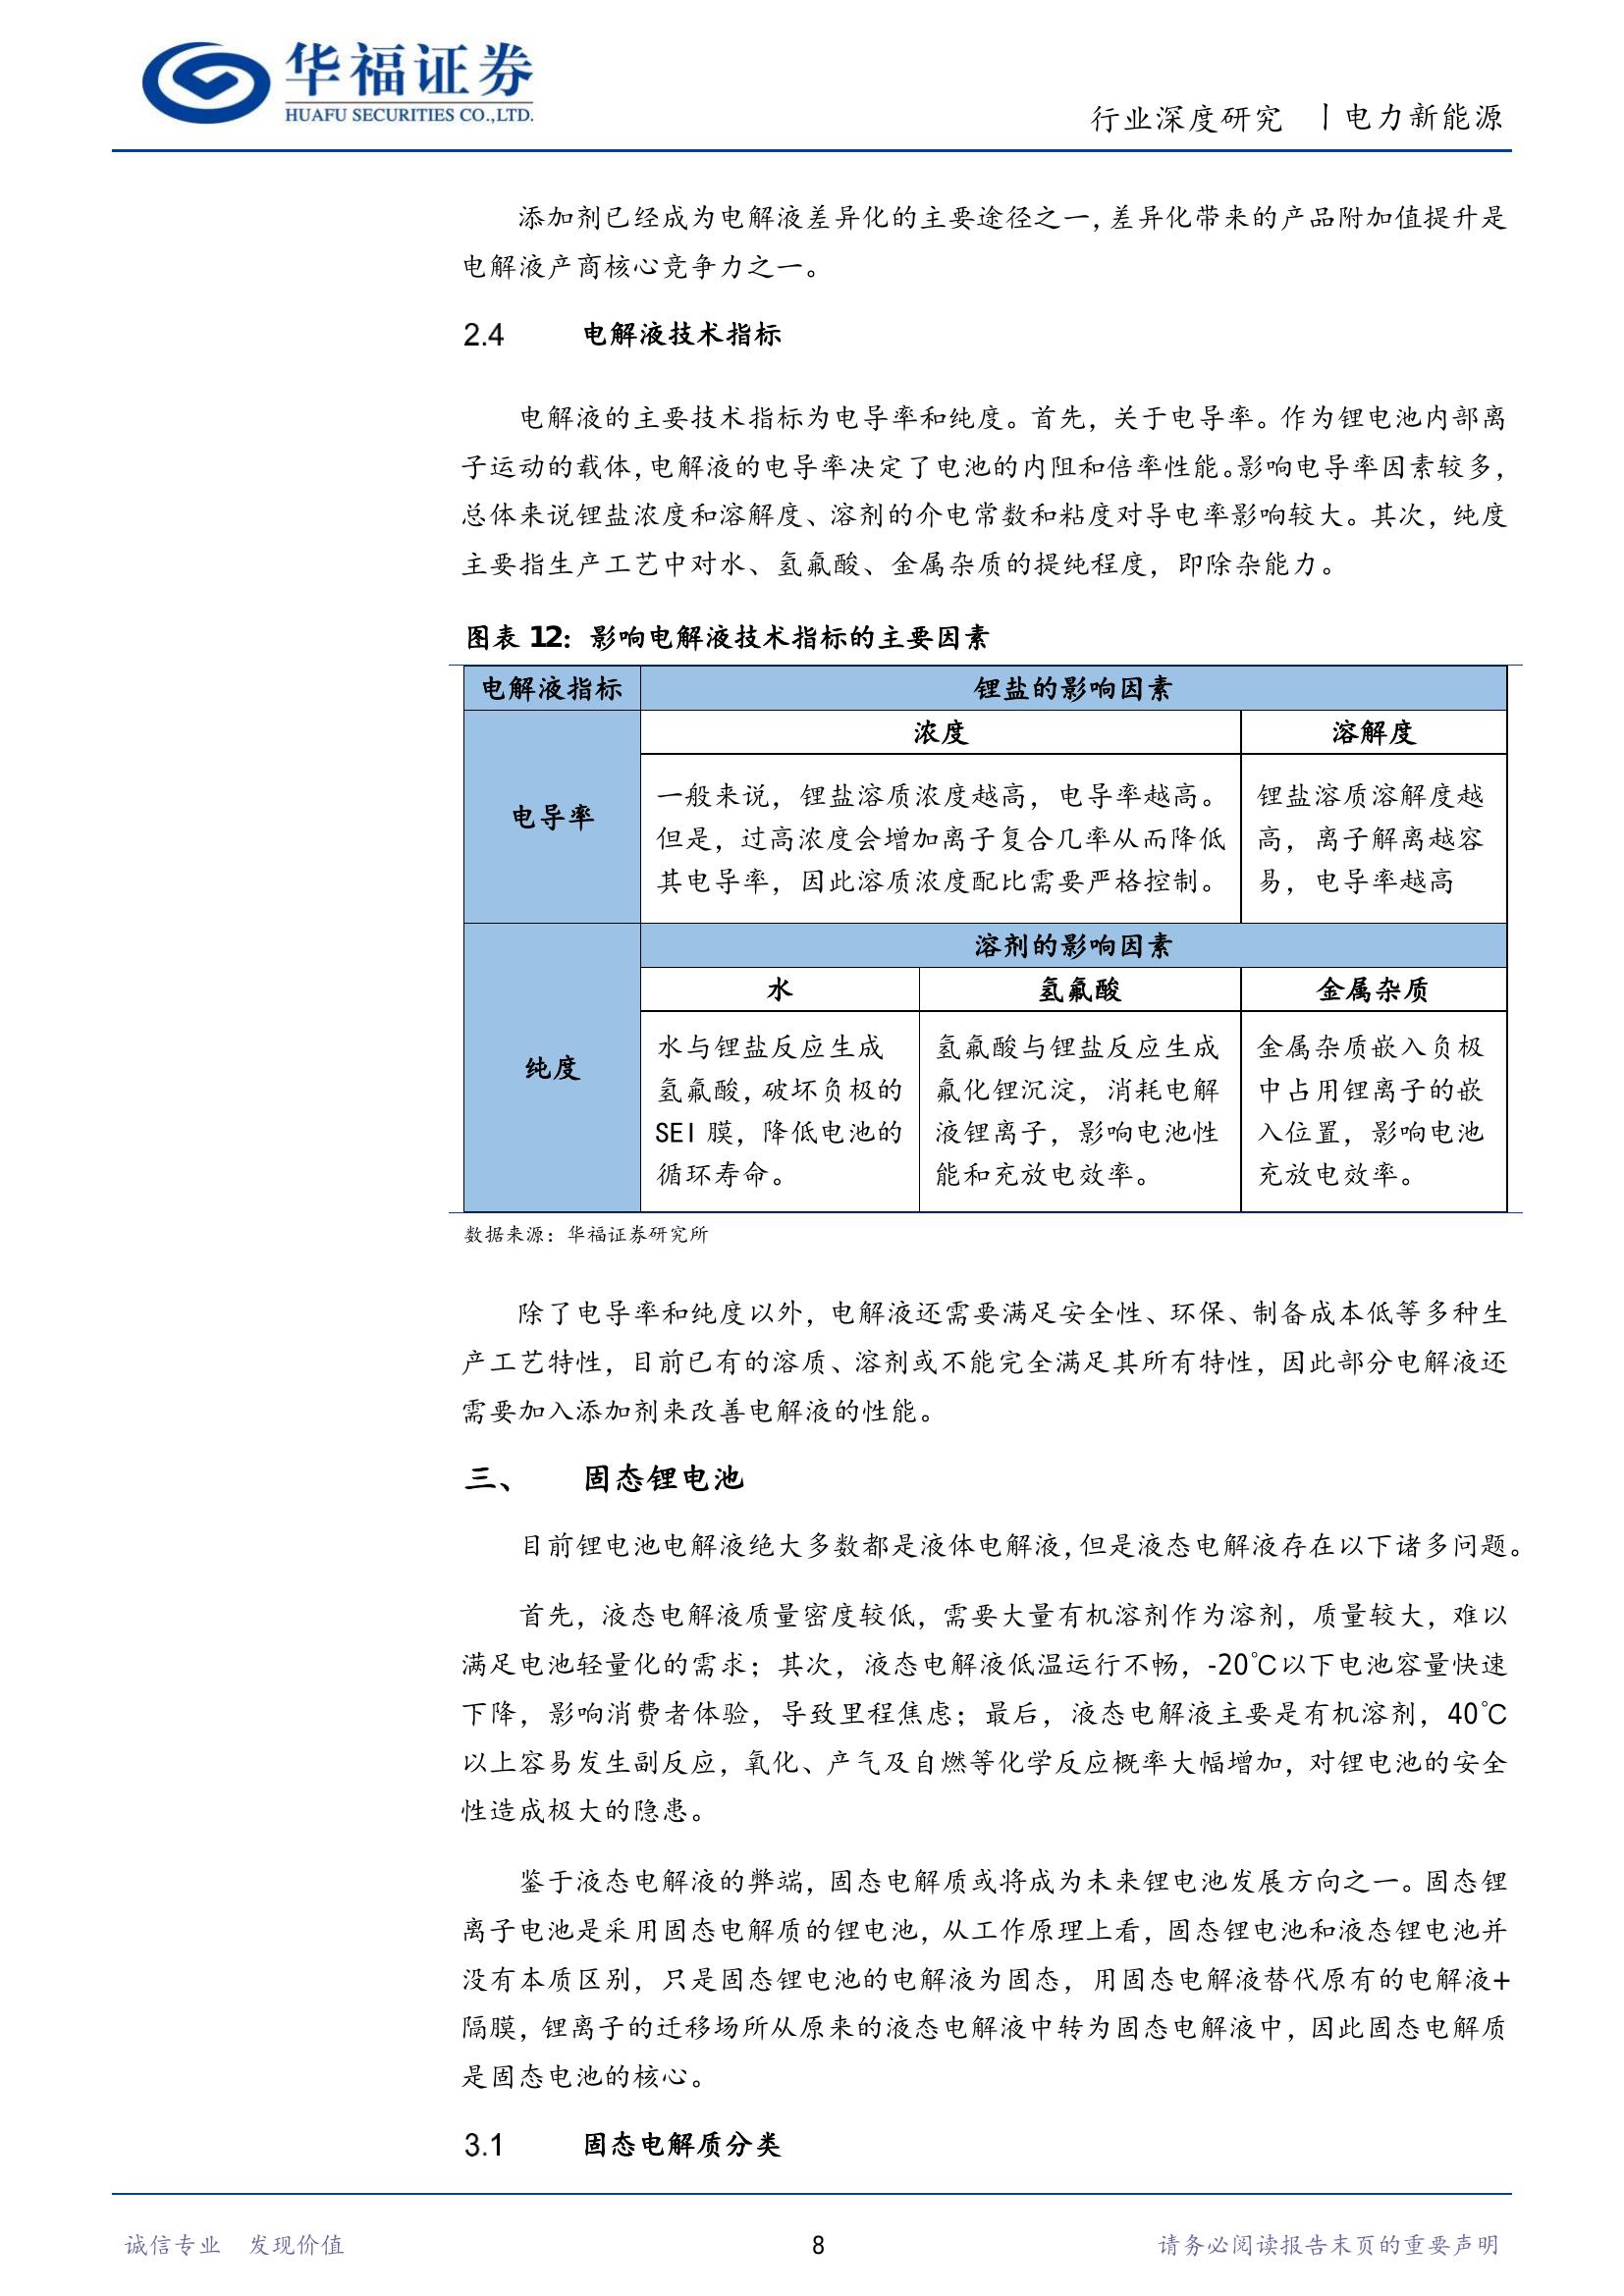 华福证券
HUAFU SECURITIES CO.,LTD.
行业深度研究 丨电力新能源
添加剂已经成为电解液差异化的主要途径之一，差异化带来的产品附加值提升是
电解液产商核心竞争力之一。
2.4 电解液技术指标
电解液的主要技术指标为电导率和纯度。首先，关于电导率。作为锂电池内部离
子运动的载体，电解液的电导率决定了电池的内阻和倍率性能。影响电导率因素较多，
总体来说锂盐浓度和溶解度、溶剂的介电常数和粘度对导电率影响较大。其次，纯度
主要指生产工艺中对水、氢氟酸、金属杂质的提纯程度，即除杂能力。
图表 12：影响电解液技术指标的主要因素
电解液指标 锂盐的影响因素
浓度 溶解度
电导率
一般来说，锂盐溶质浓度越高，电导率越高。
但是，过高浓度会增加离子复合几率从而降低
其电导率，因此溶质浓度配比需要严格控制。
锂盐溶质溶解度越
高，离子解离越容
易，电导率越高
溶剂的影响因素
水 氢氟酸 金属杂质
纯度
水与锂盐反应生成
氢氟酸，破坏负极的
SEI 膜，降低电池的
循环寿命。
氢氟酸与锂盐反应生成
氟化锂沉淀，消耗电解
液锂离子，影响电池性
能和充放电效率。
金属杂质嵌入负极
中占用锂离子的嵌
入位置，影响电池
充放电效率。
数据来源：华福证券研究所
除了电导率和纯度以外，电解液还需要满足安全性、环保、制备成本低等多种生
产工艺特性，目前已有的溶质、溶剂或不能完全满足其所有特性，因此部分电解液还
需要加入添加剂来改善电解液的性能。
三、 固态锂电池
目前锂电池电解液绝大多数都是液体电解液，但是液态电解液存在以下诸多问题。
首先，液态电解液质量密度较低，需要大量有机溶剂作为溶剂，质量较大，难以
满足电池轻量化的需求；其次，液态电解液低温运行不畅，-20℃以下电池容量快速
下降，影响消费者体验，导致里程焦虑；最后，液态电解液主要是有机溶剂，40℃
以上容易发生副反应，氧化、产气及自燃等化学反应概率大幅增加，对锂电池的安全
性造成极大的隐患。
鉴于液态电解液的弊端，固态电解质或将成为未来锂电池发展方向之一。固态锂
离子电池是采用固态电解质的锂电池，从工作原理上看，固态锂电池和液态锂电池并
没有本质区别，只是固态锂电池的电解液为固态，用固态电解液替代原有的电解液+
隔膜，锂离子的迁移场所从原来的液态电解液中转为固态电解液中，因此固态电解质
是固态电池的核心。
3.1 固态电解质分类
诚信专业 发现价值 8 请务必阅读报告末页的重要声明